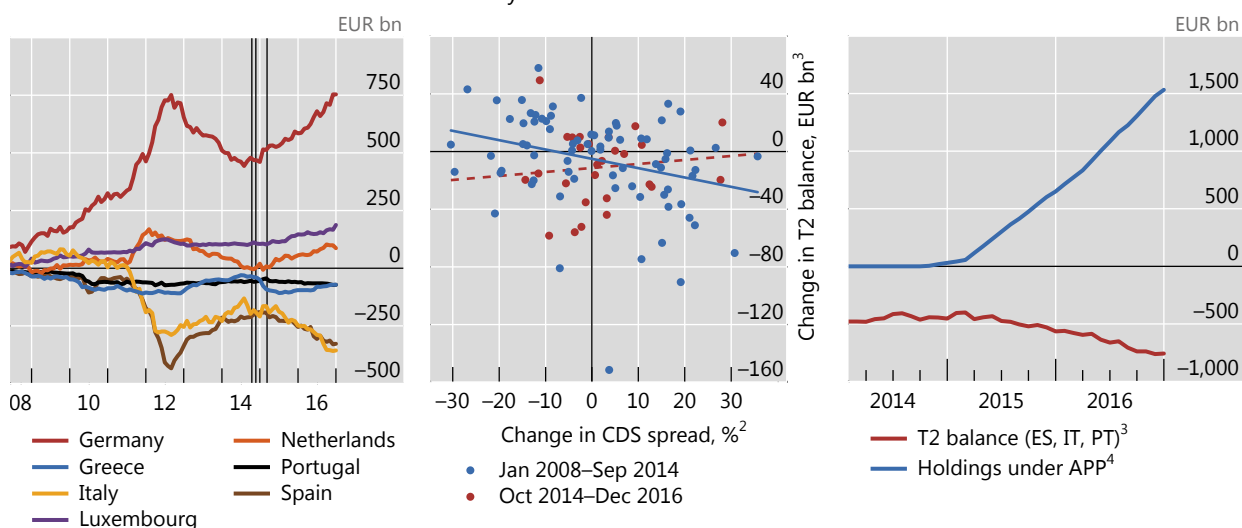 EUR bn
750
500
250
0
−250
−500
08 10 12 14 16
Germany
Greece
Italy
Luxembourg
Netherlands
Portugal
Spain
40
0
−40
−80
−120
−160
Change in T2 balance, EUR bn³
−30 −20 −10 0 10 20 30
Change in CDS spread, %²
Jan 2008–Sep 2014
Oct 2014–Dec 2016
EUR bn
1,500
1,000
500
0
−500
−1,000
2014 2015 2016
T2 balance (ES, IT, PT)³
Holdings under APP⁴